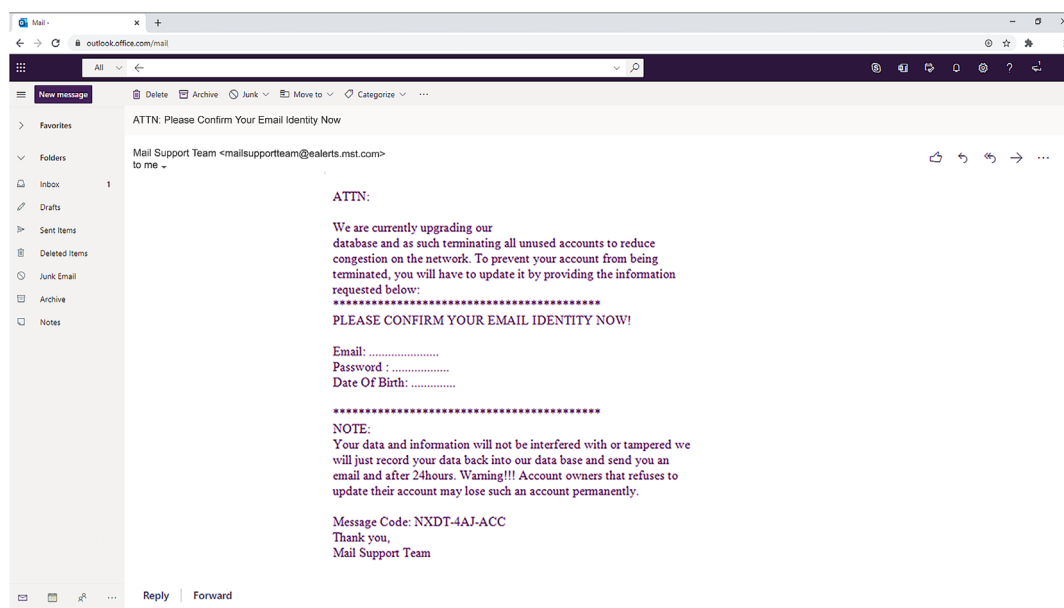 Mail -
outlook.office.com/mail
All
New message
Delete
Archive
Junk
Move to
Categorize
Favorites
ATTN: Please Confirm Your Email Identity Now
Folders
Mail Support Team <mailsupportteam@ealerts.mst.com>
to me
Inbox 1
Drafts
Sent Items
Deleted Items
Junk Email
Archive
Notes
ATTN:
We are currently upgrading our
database and as such terminating all unused accounts to reduce
congestion on the network. To prevent your account from being
terminated, you will have to update it by providing the information
requested below:
******************************************
PLEASE CONFIRM YOUR EMAIL IDENTITY NOW!
Email: ......................
Password : ..................
Date Of Birth: ..............
******************************************
NOTE:
Your data and information will not be interfered with or tampered we
will just record your data back into our data base and send you an
email and after 24hours. Warning!!! Account owners that refuses to
update their account may lose such an account permanently.
Message Code: NXDT-4AJ-ACC
Thank you,
Mail Support Team
Reply
Forward